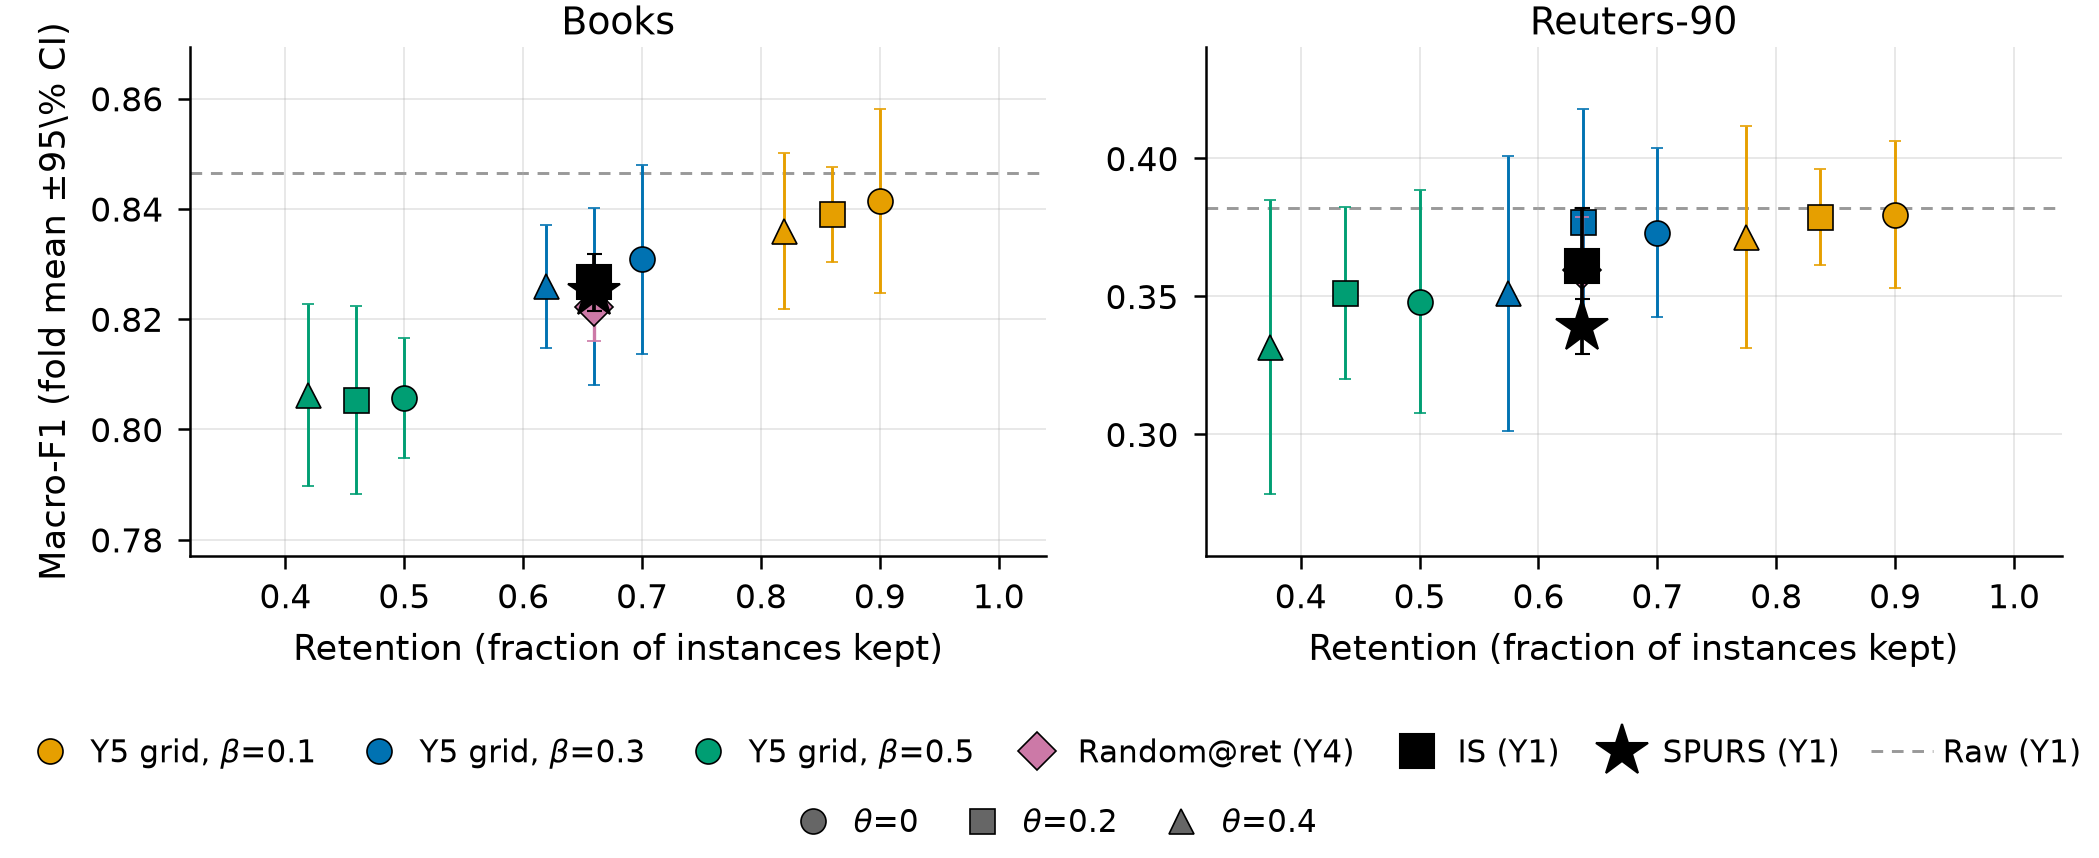 Books
Macro-F1 (fold mean ±95\% CI)
0.86
0.84
0.82
0.80
0.78
0.4 0.5 0.6 0.7 0.8 0.9 1.0
Retention (fraction of instances kept)
Reuters-90
0.40
0.35
0.30
0.4 0.5 0.6 0.7 0.8 0.9 1.0
Retention (fraction of instances kept)
Y5 grid, β=0.1 Y5 grid, β=0.3 Y5 grid, β=0.5 Random@ret (Y4) IS (Y1) SPURS (Y1) Raw (Y1)
θ=0 θ=0.2 θ=0.4